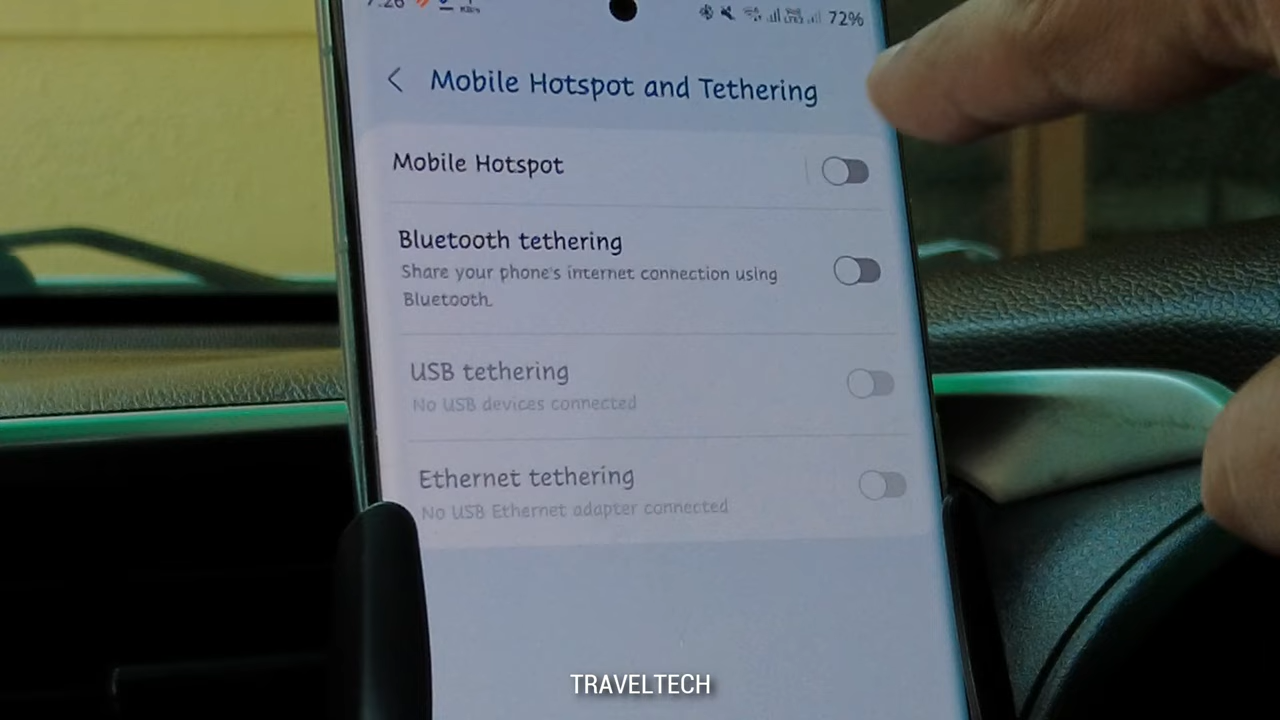 72%
Mobile Hotspot and Tethering
Mobile Hotspot
Bluetooth tethering
Share your phone's internet connection using
Bluetooth.
USB tethering
No USB devices connected
Ethernet tethering
No USB Ethernet adapter connected
TRAVELTECH